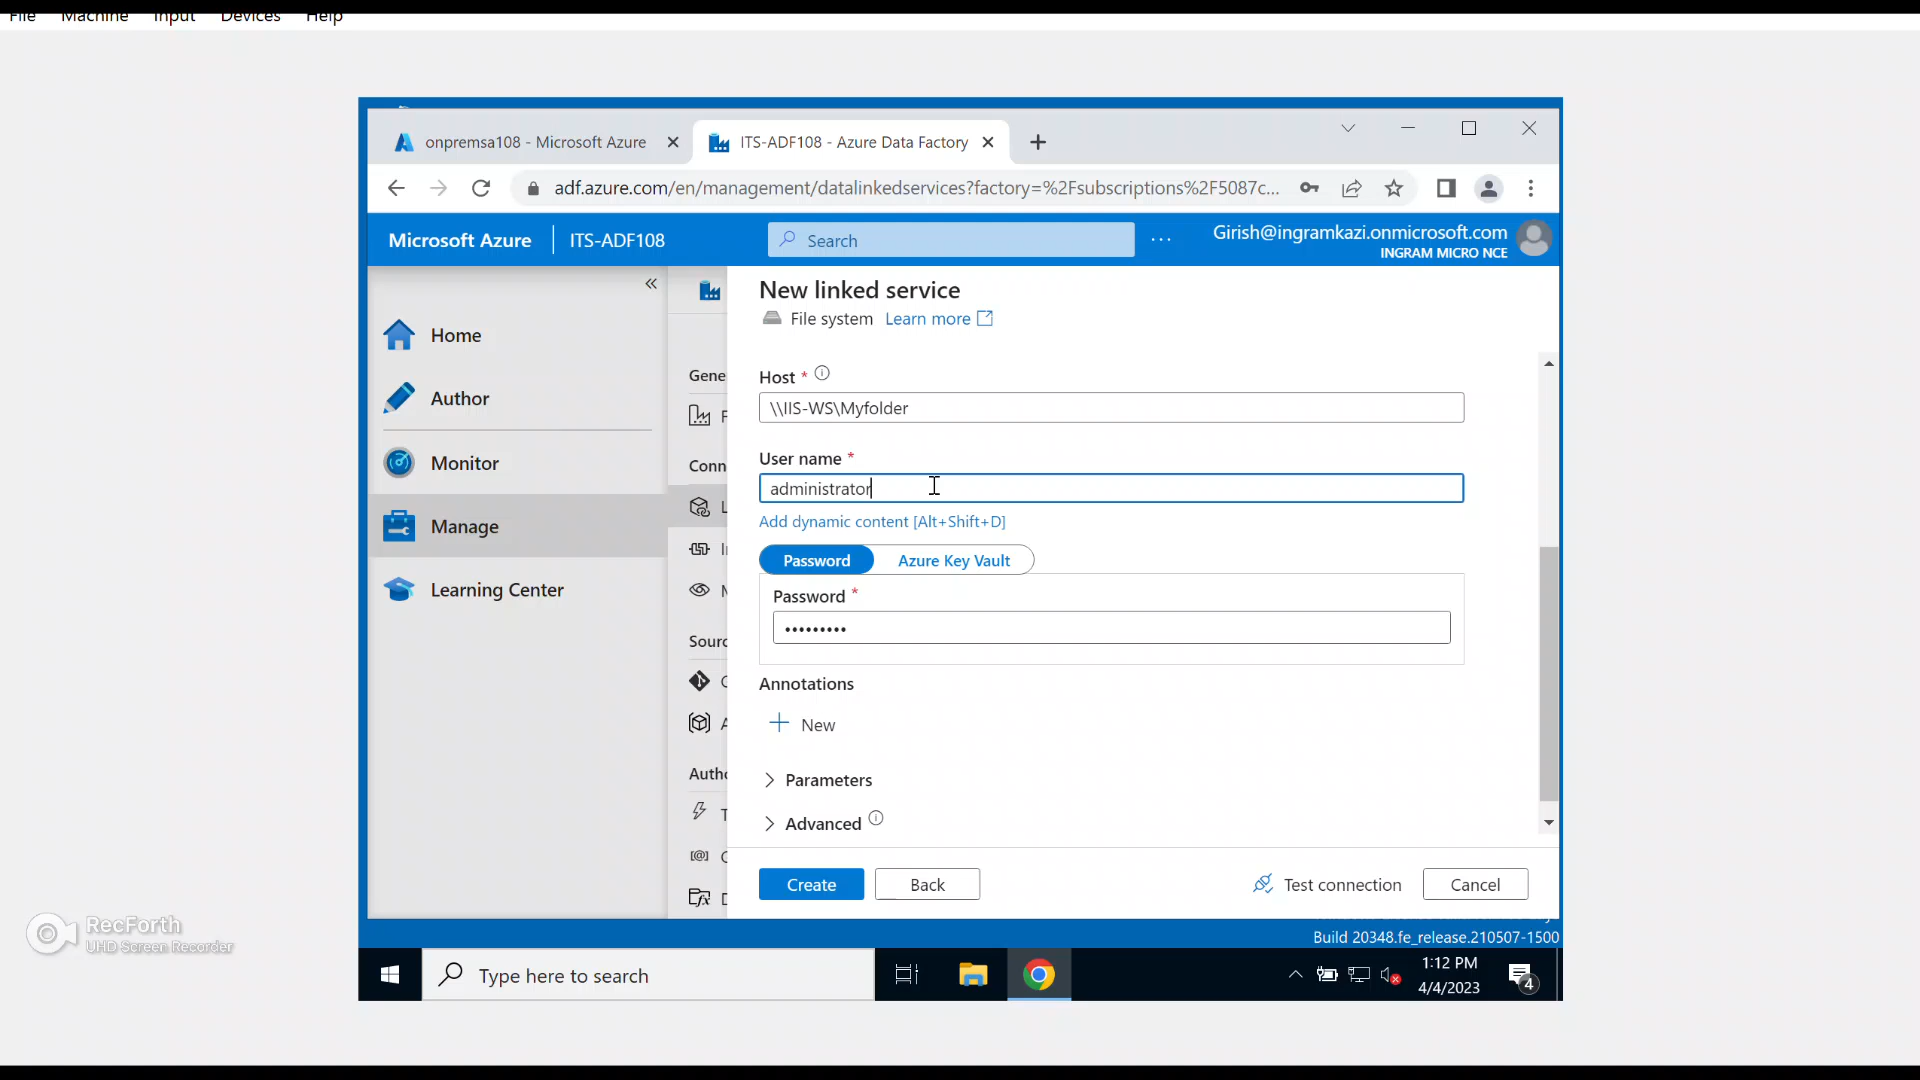 File Machine Input Devices Help
onpremsa108 - Microsoft Azure
ITS-ADF108 - Azure Data Factory
adf.azure.com/en/management/datalinkedservices?factory=%2Fsubscriptions%2F5087c...
Microsoft Azure
ITS-ADF108
Search
...
Girish@ingramkazi.onmicrosoft.com
INGRAM MICRO NCE
«
Home
Author
Monitor
Manage
Learning Center
Gene
Conn
Sourc
Autho
New linked service
File system Learn more
Host *
\\IIS-WS\Myfolder
User name *
administrator
Add dynamic content [Alt+Shift+D]
Password
Azure Key Vault
Password *
•••••••••
Annotations
New
Parameters
Advanced
Create
Back
Test connection
Cancel
Build 20348.fe_release.210507-1500
Type here to search
1:12 PM
4/4/2023
4
RecForth
UHD Screen Recorder